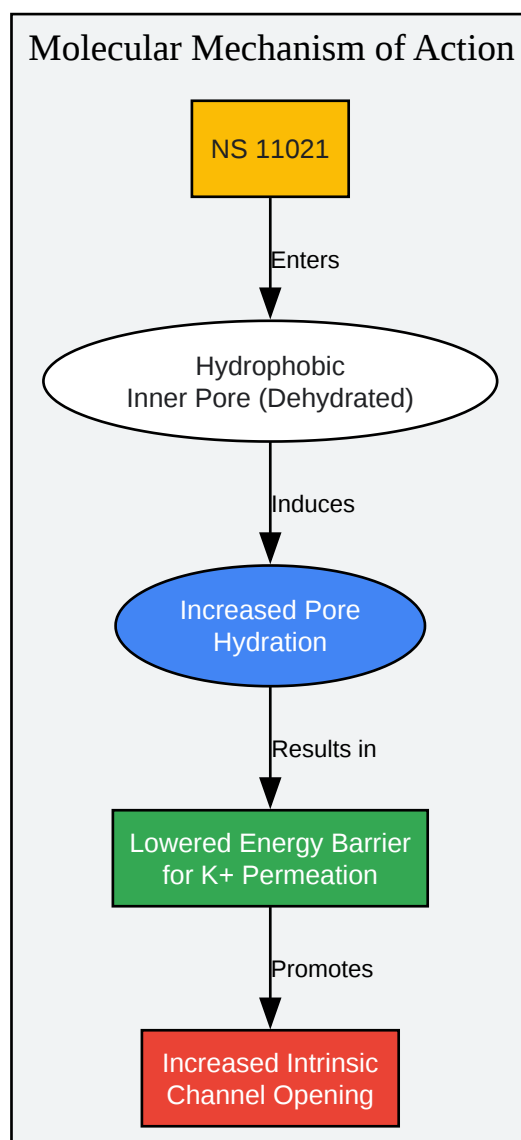 Molecular Mechanism of Action
NS 11021
Enters
Hydrophobic
Inner Pore (Dehydrated)
Induces
Increased Pore
Hydration
Results in
Lowered Energy Barrier
for K+ Permeation
Promotes
Increased Intrinsic
Channel Opening